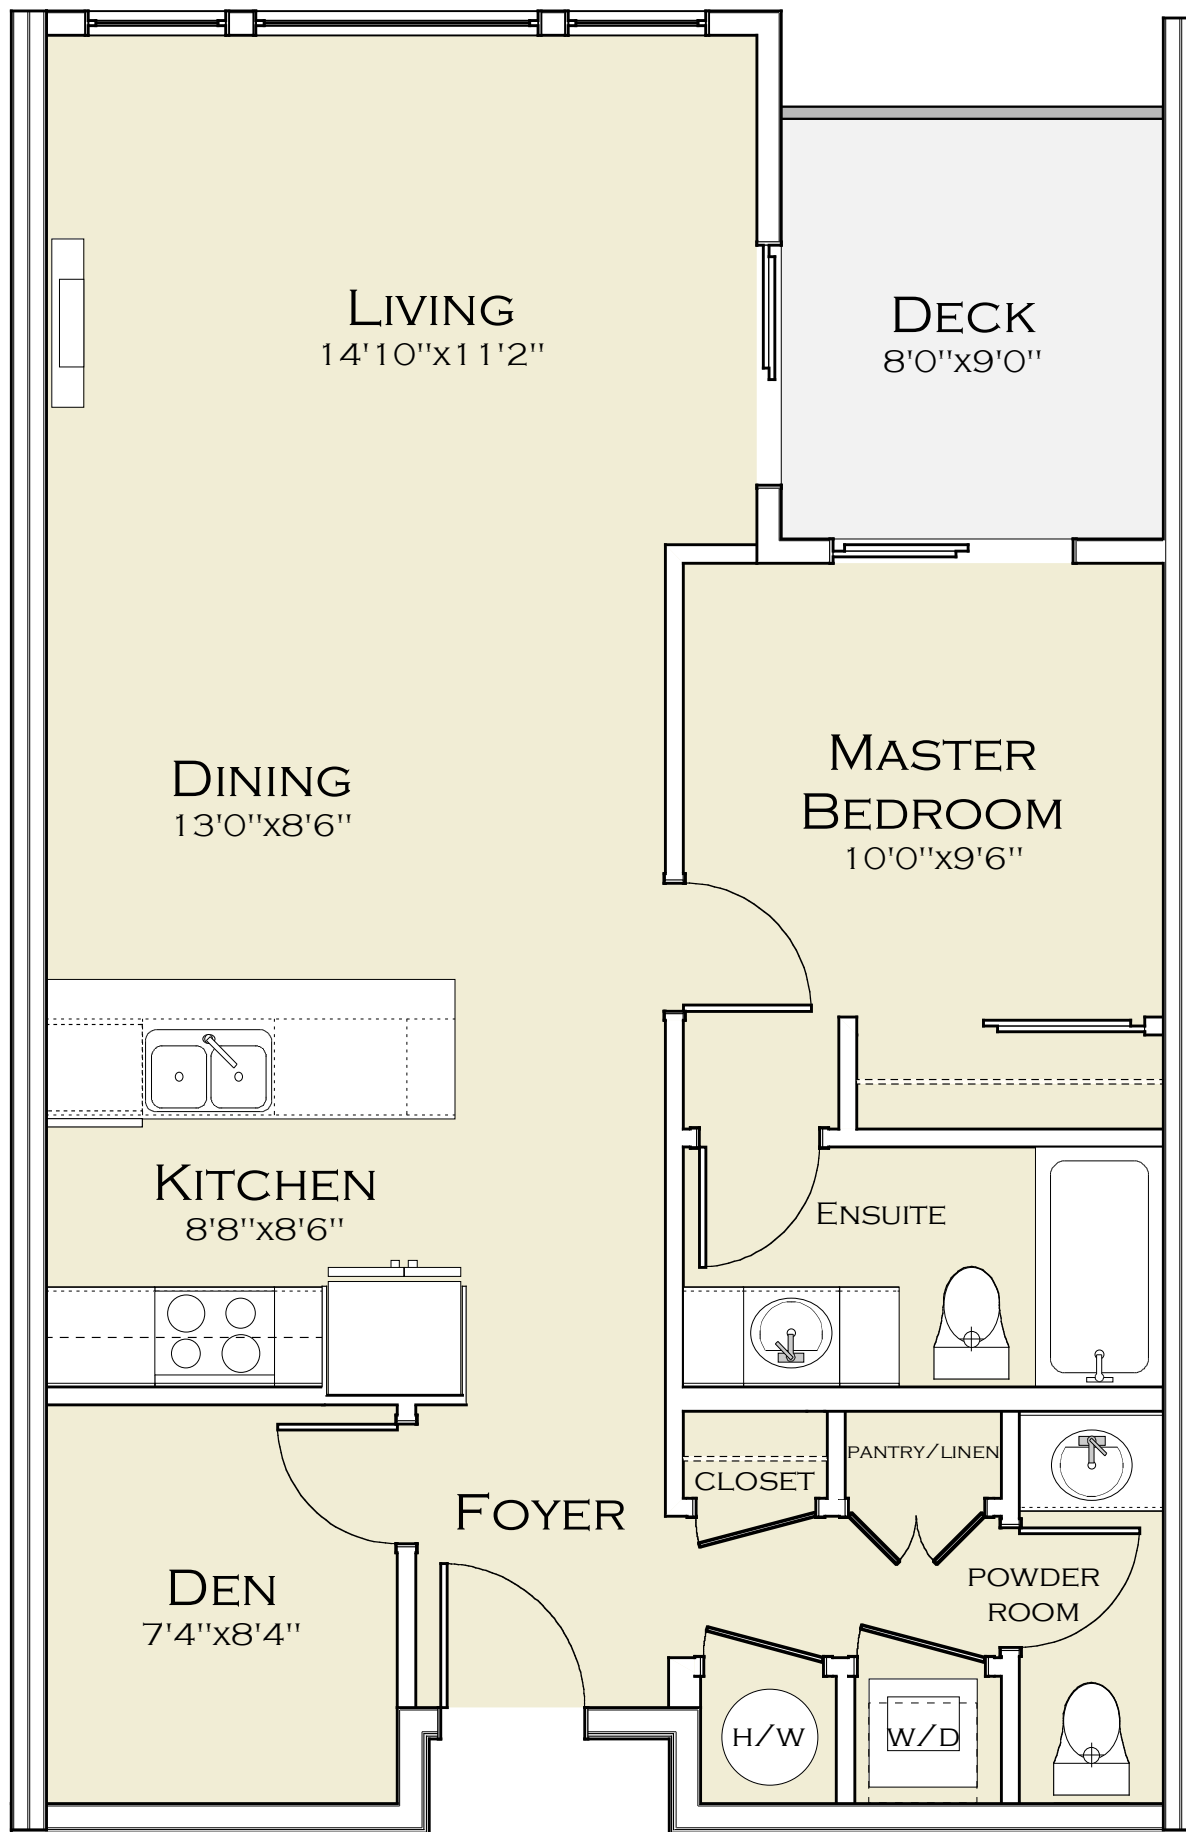 LIVING
14'10"x11'2"
DECK
8'0"x9'0"
DINING
13'0"x8'6"
MASTER
BEDROOM
10'0"x9'6"
KITCHEN
8'8"x8'6"
ENSUITE
CLOSET
PANTRY/LINEN
FOYER
DEN
7'4"x8'4"
POWDER
ROOM
H/W
W/D